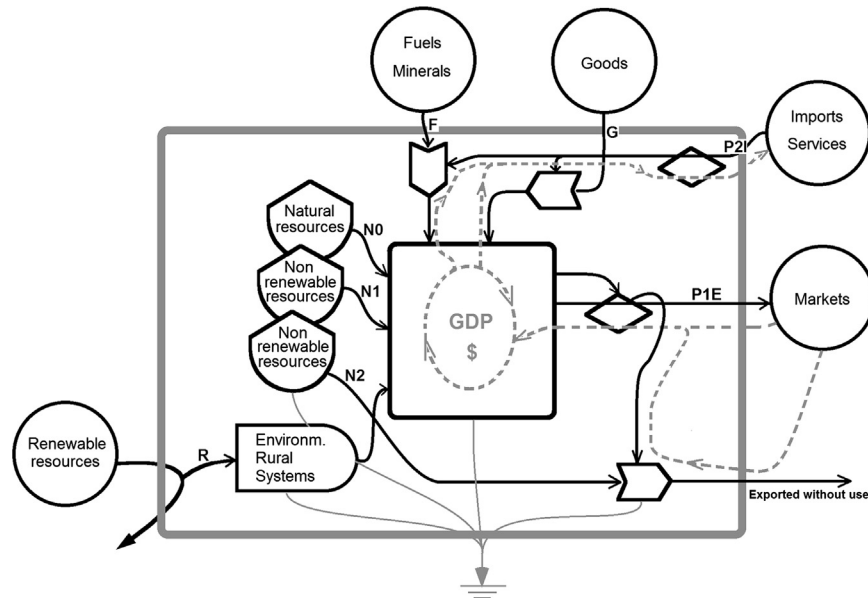 Fuels
Minerals
Goods
Imports
Services
F
G
P2I
Natural
resources
N0
Non
renewable
resources
N1
Non
renewable
resources
N2
GDP
$
P1E
Markets
Renewable
resources
R
Environm.
Rural
Systems
Exported without use